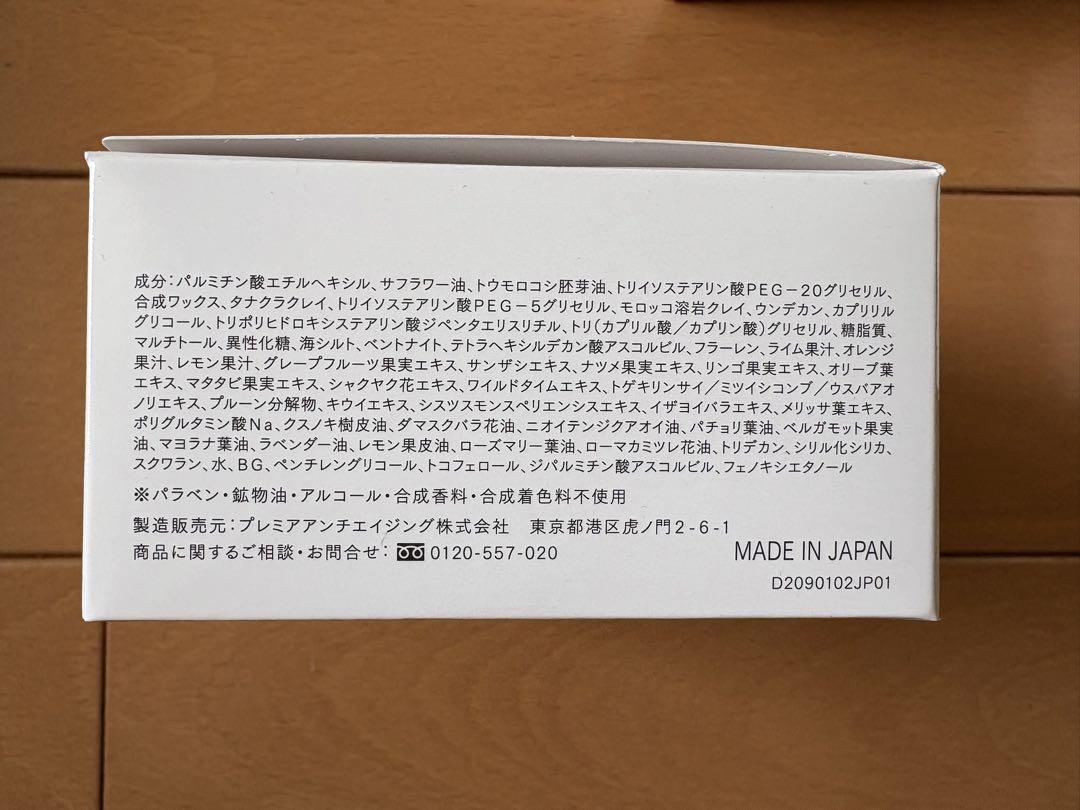 成分：パルミチン酸エチルヘキシル、サフラワー油、トウモロコシ胚芽油、トリイソステアリン酸PEG－20グリセリル、
合成ワックス、タナクラクレイ、トリイソステアリン酸PEG－5グリセリル、モロッコ溶岩クレイ、ウンデカン、カプリリル
グリコール、トリポリヒドロキシステアリン酸ジペンタエリスリチル、トリ（カプリル酸／カプリン酸）グリセリル、糖脂質、
マルチトール、異性化糖、海シルト、ベントナイト、テトラヘキシルデカン酸アスコルビル、フラーレン、ライム果汁、オレンジ
果汁、レモン果汁、グレープフルーツ果実エキス、サンザシエキス、ナツメ果実エキス、リンゴ果実エキス、オリーブ葉
エキス、マタタビ果実エキス、シャクヤク花エキス、ワイルドタイムエキス、トゲキリンサイ／ミツイシコンブ／ウスバアオ
ノリエキス、プルーン分解物、キウイエキス、シスツスモンスペリエンシスエキス、イザヨイバラエキス、メリッサ葉エキス、
ポリグルタミン酸Na、クスノキ樹皮油、ダマスクバラ花油、ニオイテンジクアオイ油、パチョリ葉油、ベルガモット果実
油、マヨラナ葉油、ラベンダー油、レモン果皮油、ローズマリー葉油、ローマカミツレ花油、トリデカン、シリル化シリカ、
スクワラン、水、BG、ペンチレングリコール、トコフェロール、ジパルミチン酸アスコルビル、フェノキシエタノール
※パラベン・鉱物油・アルコール・合成香料・合成着色料不使用
製造販売元：プレミアアンチエイジング株式会社　東京都港区虎ノ門2-6-1
商品に関するご相談・お問合せ： 0120-557-020
MADE IN JAPAN
D2090102JP01